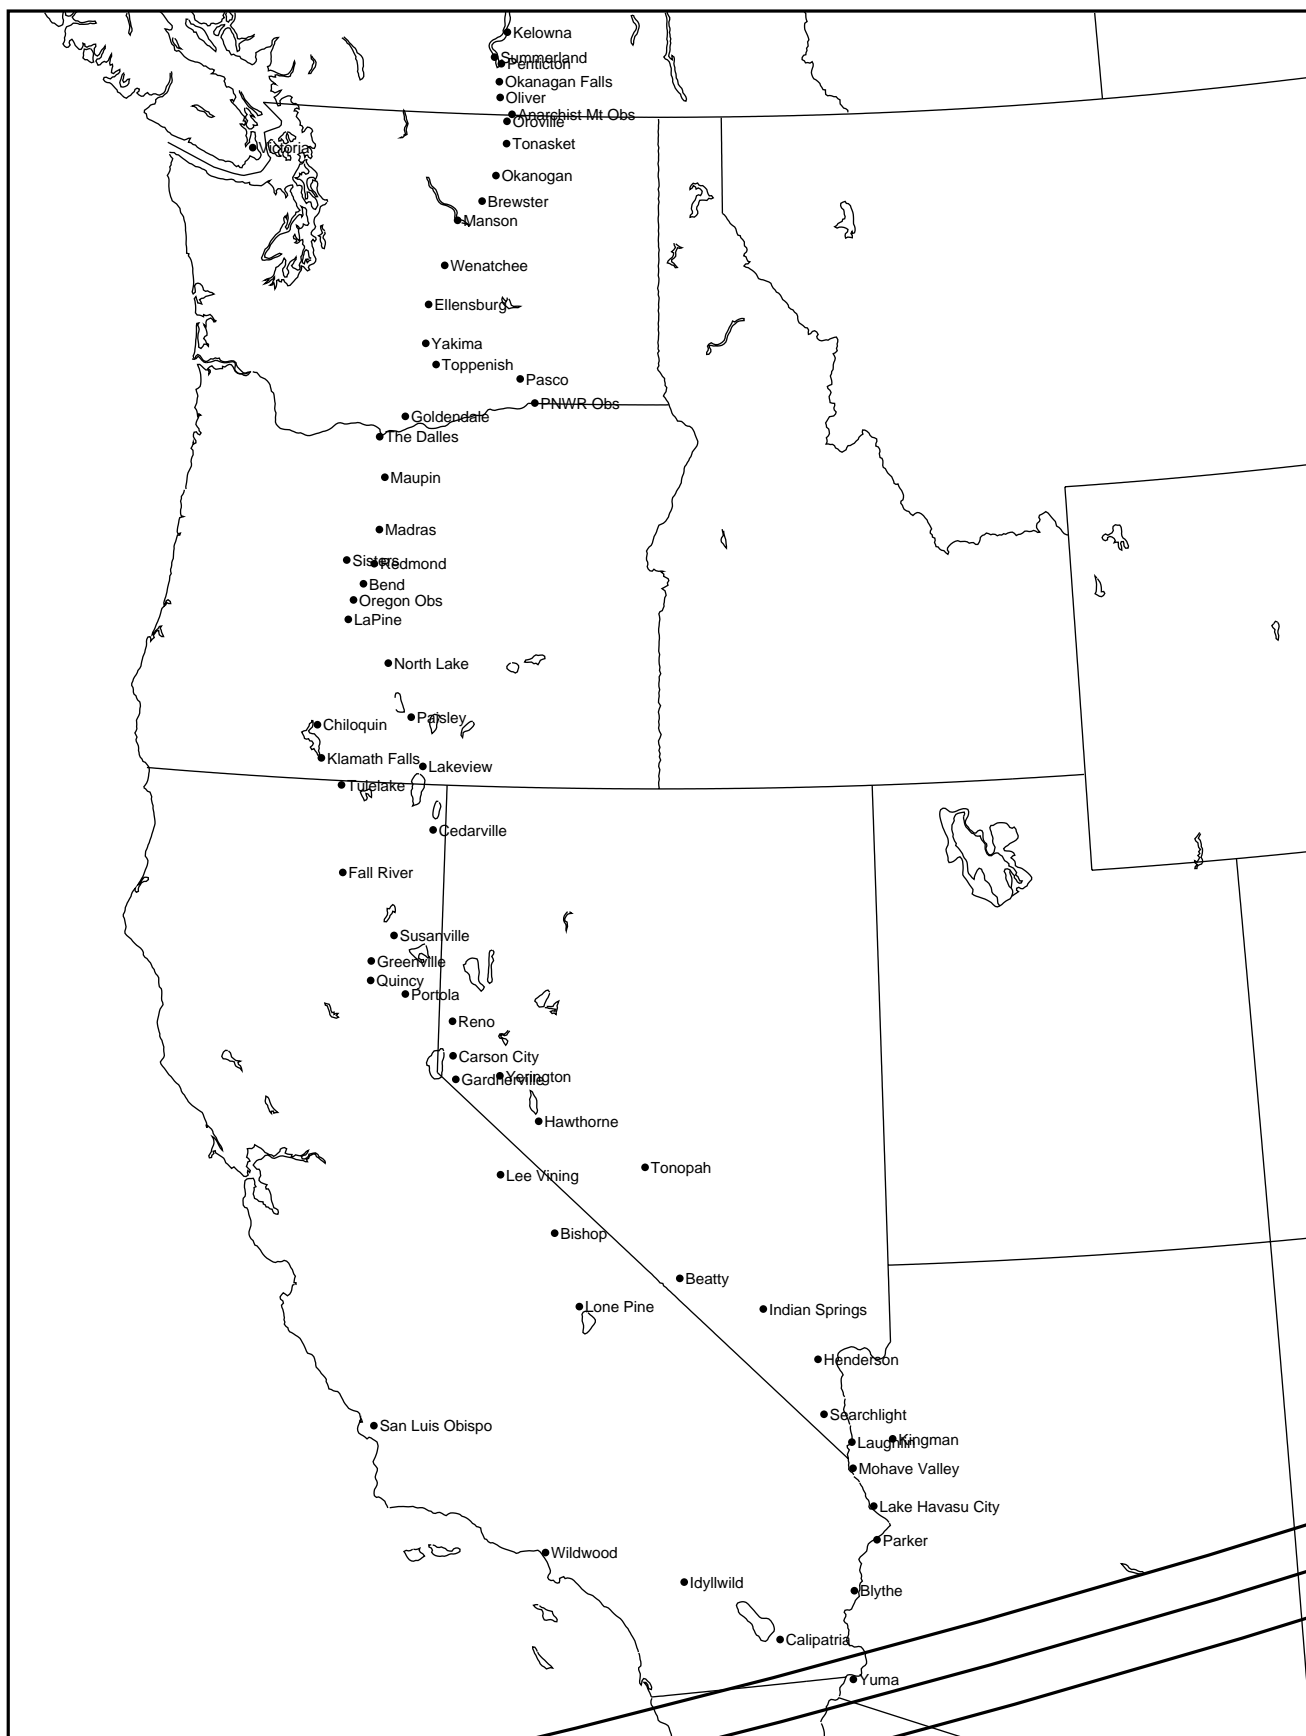 Kelowna
Summerland
Penticton
Okanagan Falls
Oliver
Anarchist Mt Obs
Oroville
Tonasket
Victoria
Okanogan
Brewster
Manson
Wenatchee
Ellensburg
Yakima
Toppenish
Pasco
PNWR Obs
Goldendale
The Dalles
Maupin
Madras
Sisters
Redmond
Bend
Oregon Obs
LaPine
North Lake
Paisley
Chiloquin
Klamath Falls
Lakeview
Tulelake
Cedarville
Fall River
Susanville
Greenville
Quincy
Portola
Reno
Carson City
Yerington
Gardnerville
Hawthorne
Tonopah
Lee Vining
Bishop
Beatty
Lone Pine
Indian Springs
Henderson
Searchlight
San Luis Obispo
Kingman
Laughlin
Mohave Valley
Lake Havasu City
Parker
Wildwood
Idyllwild
Blythe
Calipatria
Yuma